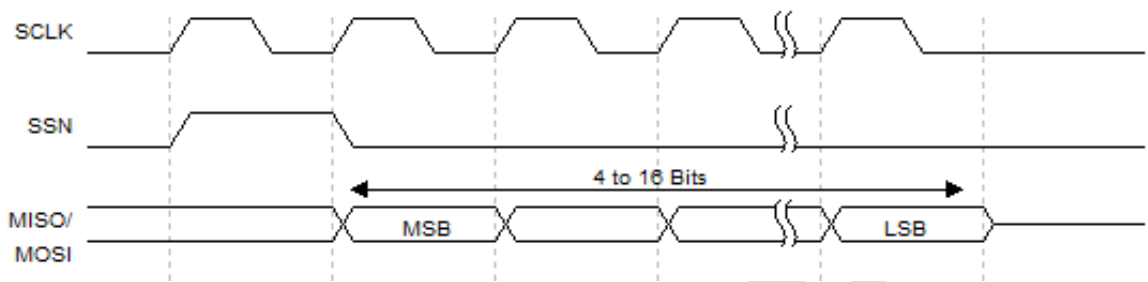 SCLK
SSN
4 to 16 Bits
MISO/
MOSI
MSB
LSB